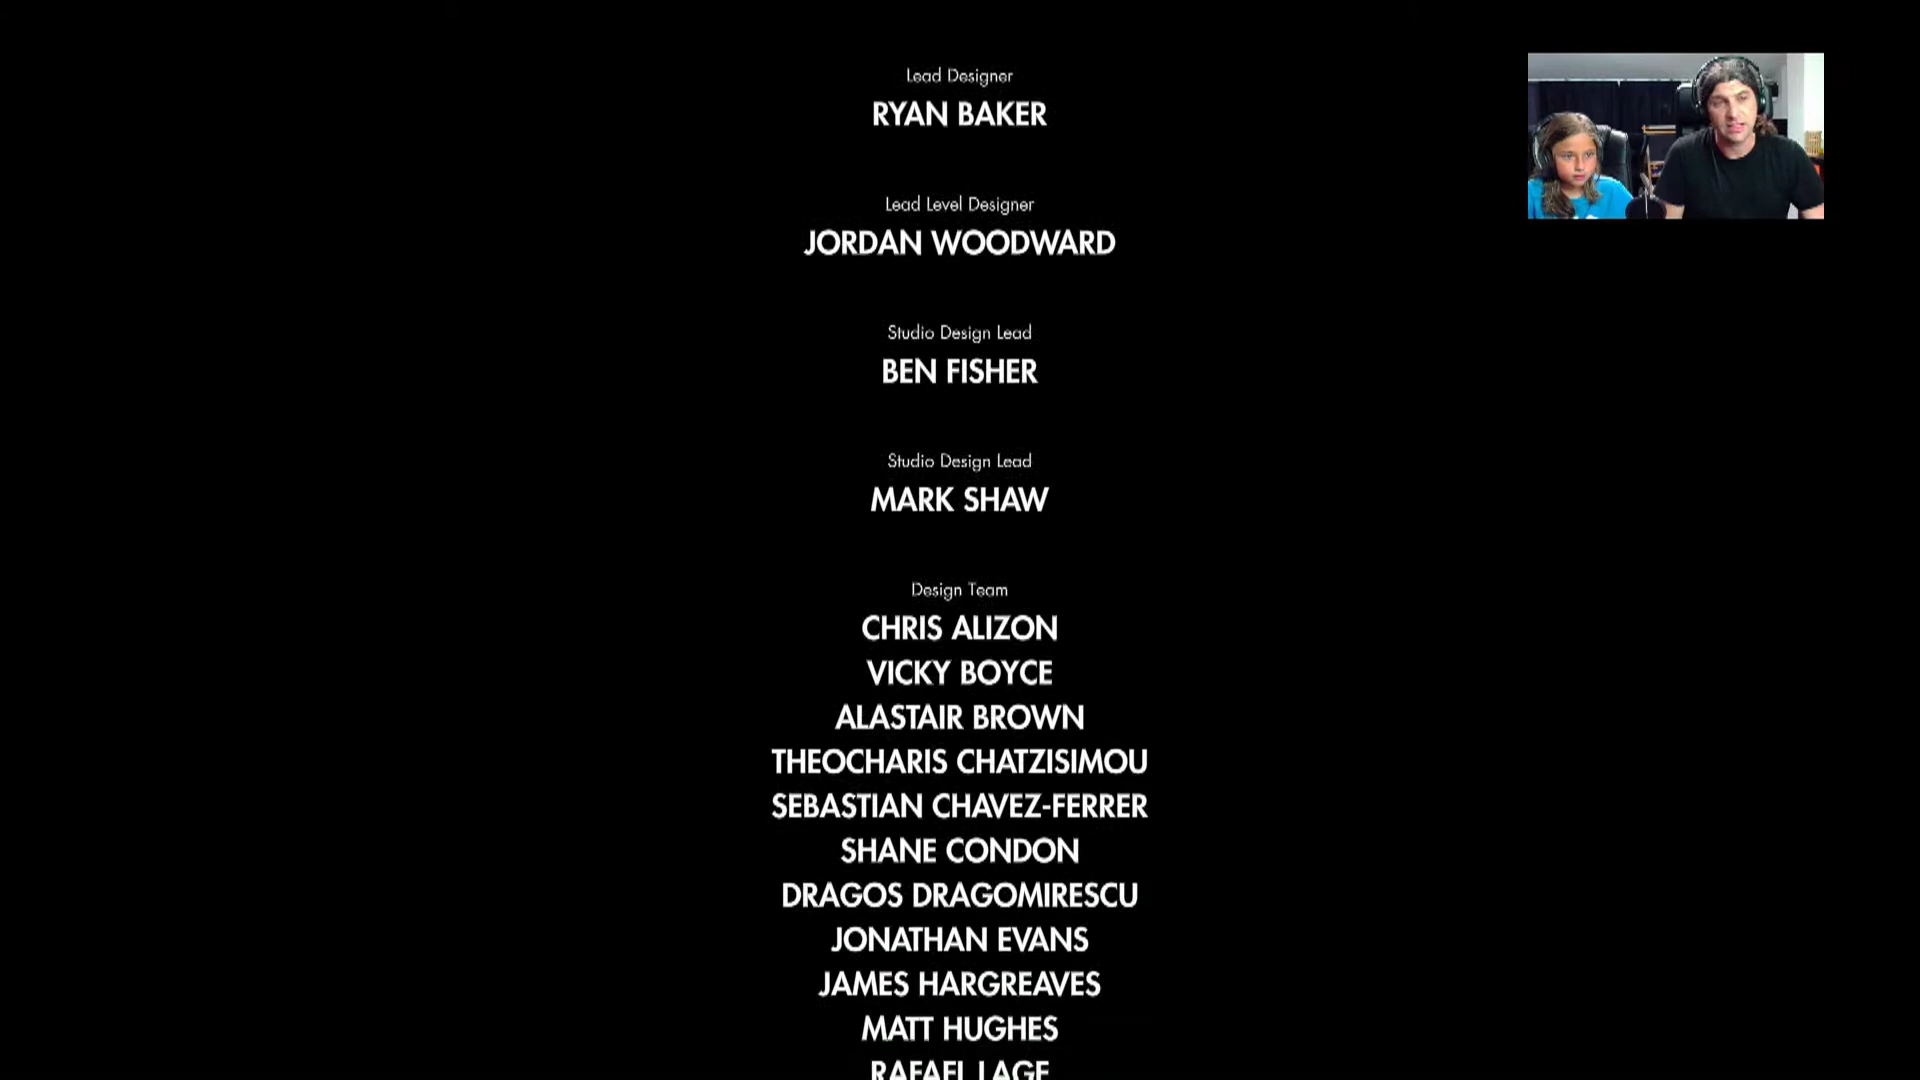 Lead Designer
RYAN BAKER
Lead Level Designer
JORDAN WOODWARD
Studio Design Lead
BEN FISHER
Studio Design Lead
MARK SHAW
Design Team
CHRIS ALIZON
VICKY BOYCE
ALASTAIR BROWN
THEOCHARIS CHATZISIMOU
SEBASTIAN CHAVEZ-FERRER
SHANE CONDON
DRAGOS DRAGOMIRESCU
JONATHAN EVANS
JAMES HARGREAVES
MATT HUGHES
RAFAEL LAGE